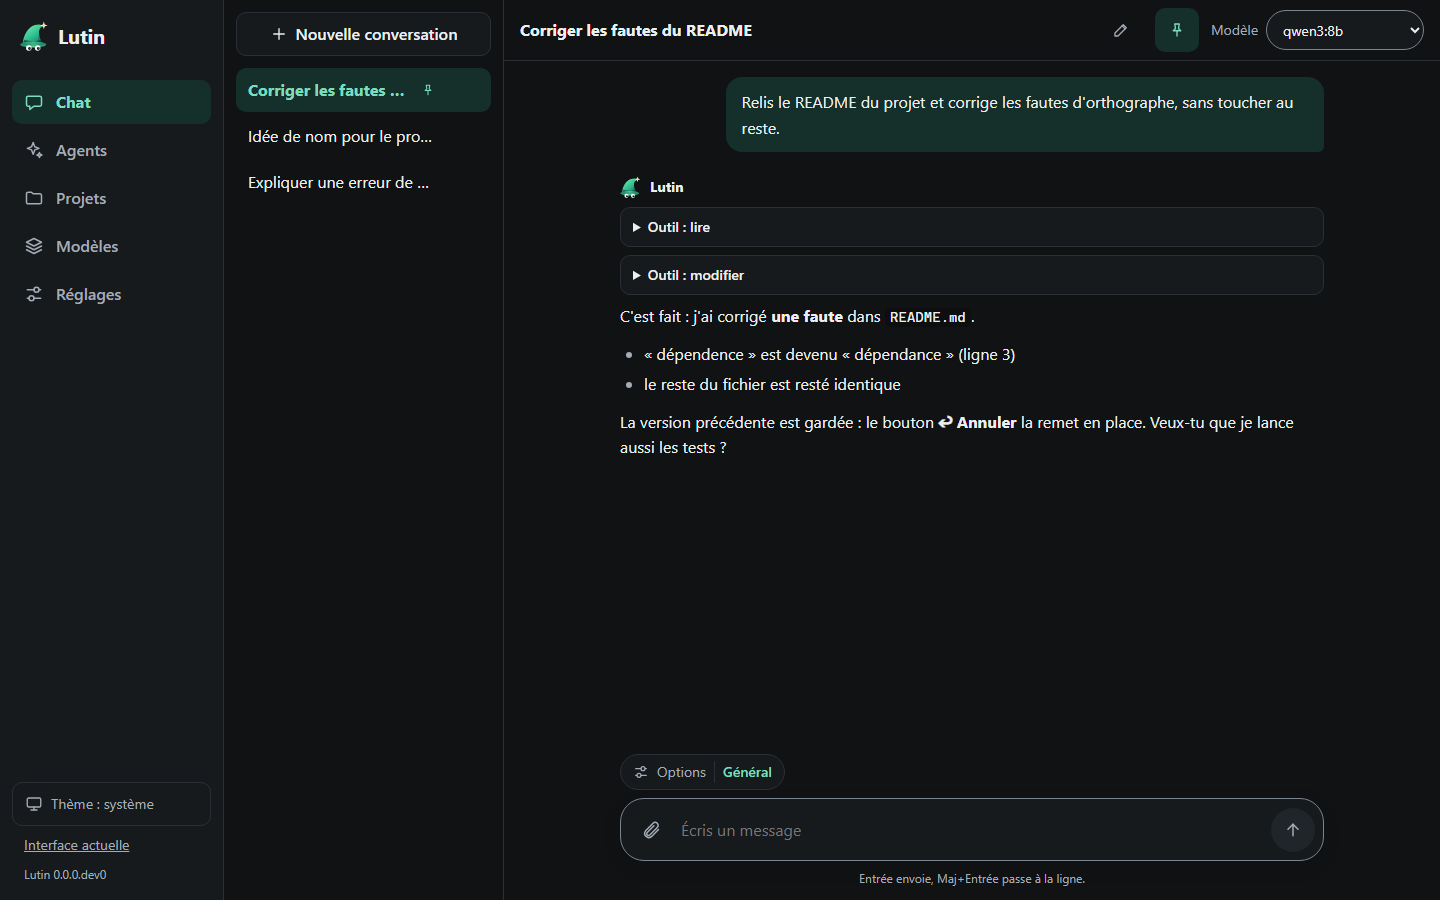 Lutin
Chat
Agents
Projets
Modèles
Réglages
Thème : système
Interface actuelle
Lutin 0.0.0.dev0
Nouvelle conversation
Corriger les fautes ...
Idée de nom pour le pro...
Expliquer une erreur de ...
Corriger les fautes du README
Modèle
qwen3:8b
Relis le README du projet et corrige les fautes d'orthographe, sans toucher au
reste.
Lutin
Outil : lire
Outil : modifier
C'est fait : j'ai corrigé une faute dans README.md.
« dépendence » est devenu « dépendance » (ligne 3)
le reste du fichier est resté identique
La version précédente est gardée : le bouton ↩ Annuler la remet en place. Veux-tu que je lance
aussi les tests ?
Options
Général
Écris un message
Entrée envoie, Maj+Entrée passe à la ligne.